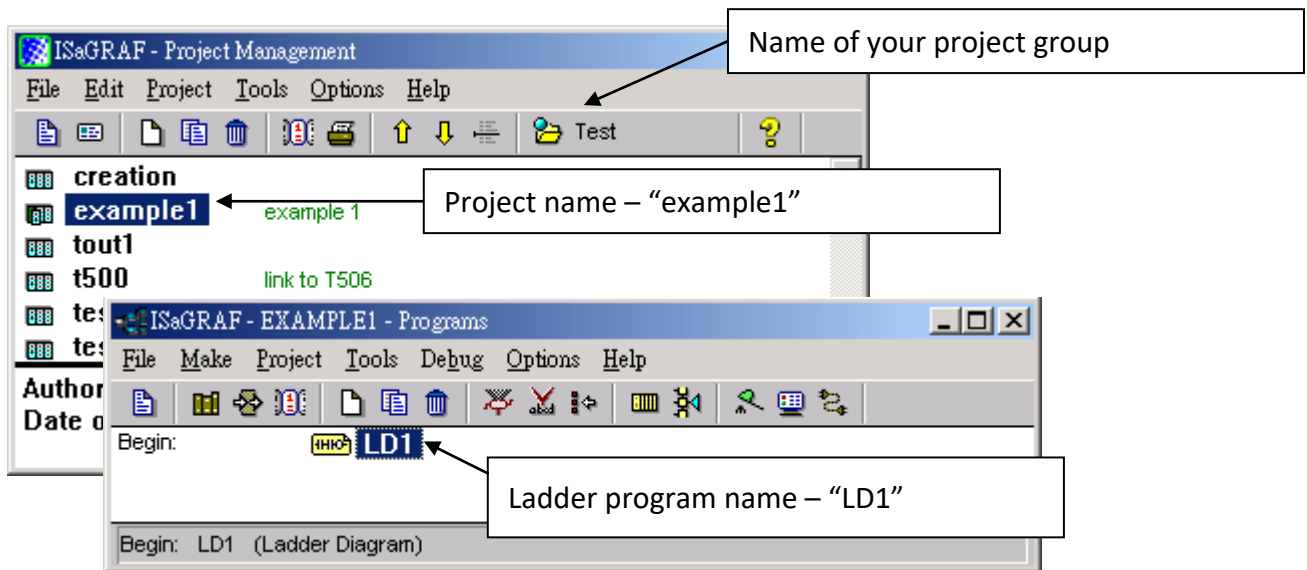 Name of your project group
ISaGRAF - Project Management
File Edit Project Tools Options Help
Test
creation
example1 example 1
Project name – “example1”
tout1
t500 link to T506
ISaGRAF - EXAMPLE1 - Programs
File Make Project Tools Debug Options Help
Begin: LD1
Ladder program name – “LD1”
Begin: LD1 (Ladder Diagram)